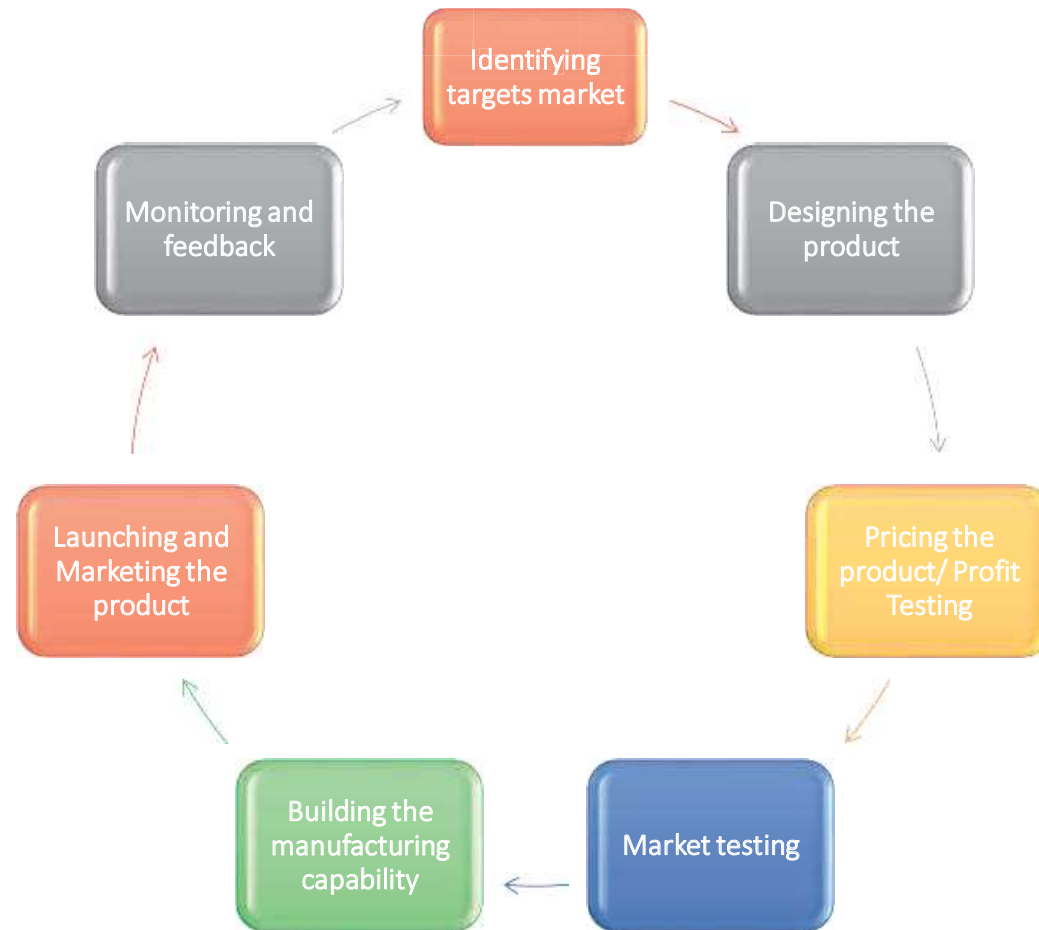 Identifying
targets market
Designing the
product
Pricing the
product/ Profit
Testing
Market testing
Building the
manufacturing
capability
Launching and
Marketing the
product
Monitoring and
feedback